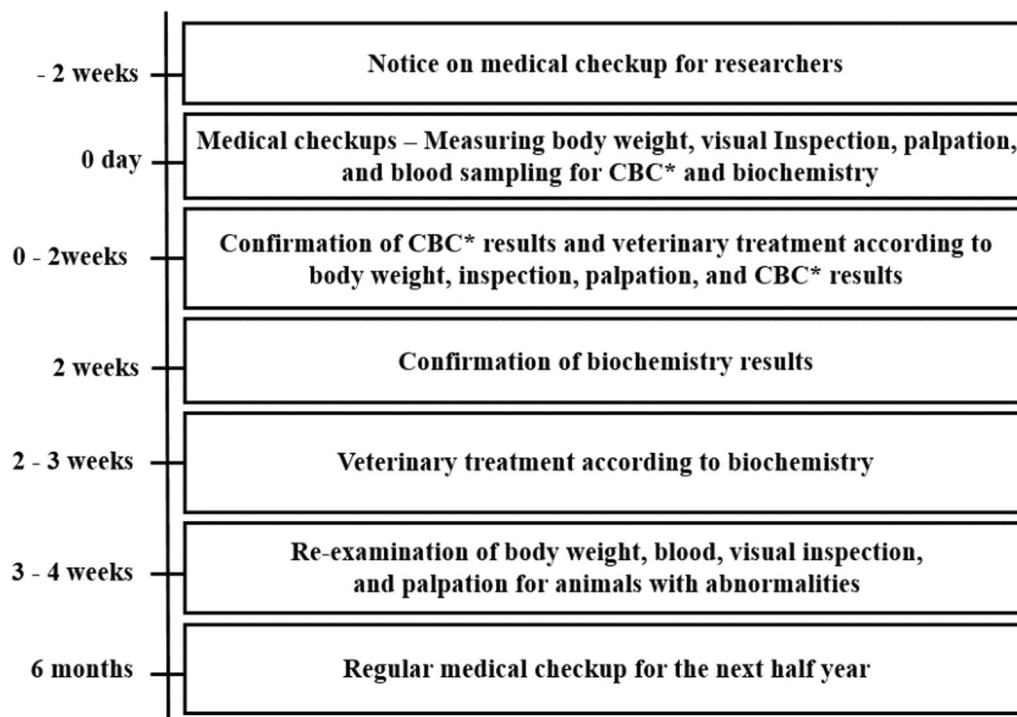 - 2 weeks
Notice on medical checkup for researchers
0 day
Medical checkups – Measuring body weight, visual Inspection, palpation,
and blood sampling for CBC* and biochemistry
0 - 2weeks
Confirmation of CBC* results and veterinary treatment according to
body weight, inspection, palpation, and CBC* results
2 weeks
Confirmation of biochemistry results
2 - 3 weeks
Veterinary treatment according to biochemistry
3 - 4 weeks
Re-examination of body weight, blood, visual inspection,
and palpation for animals with abnormalities
6 months
Regular medical checkup for the next half year